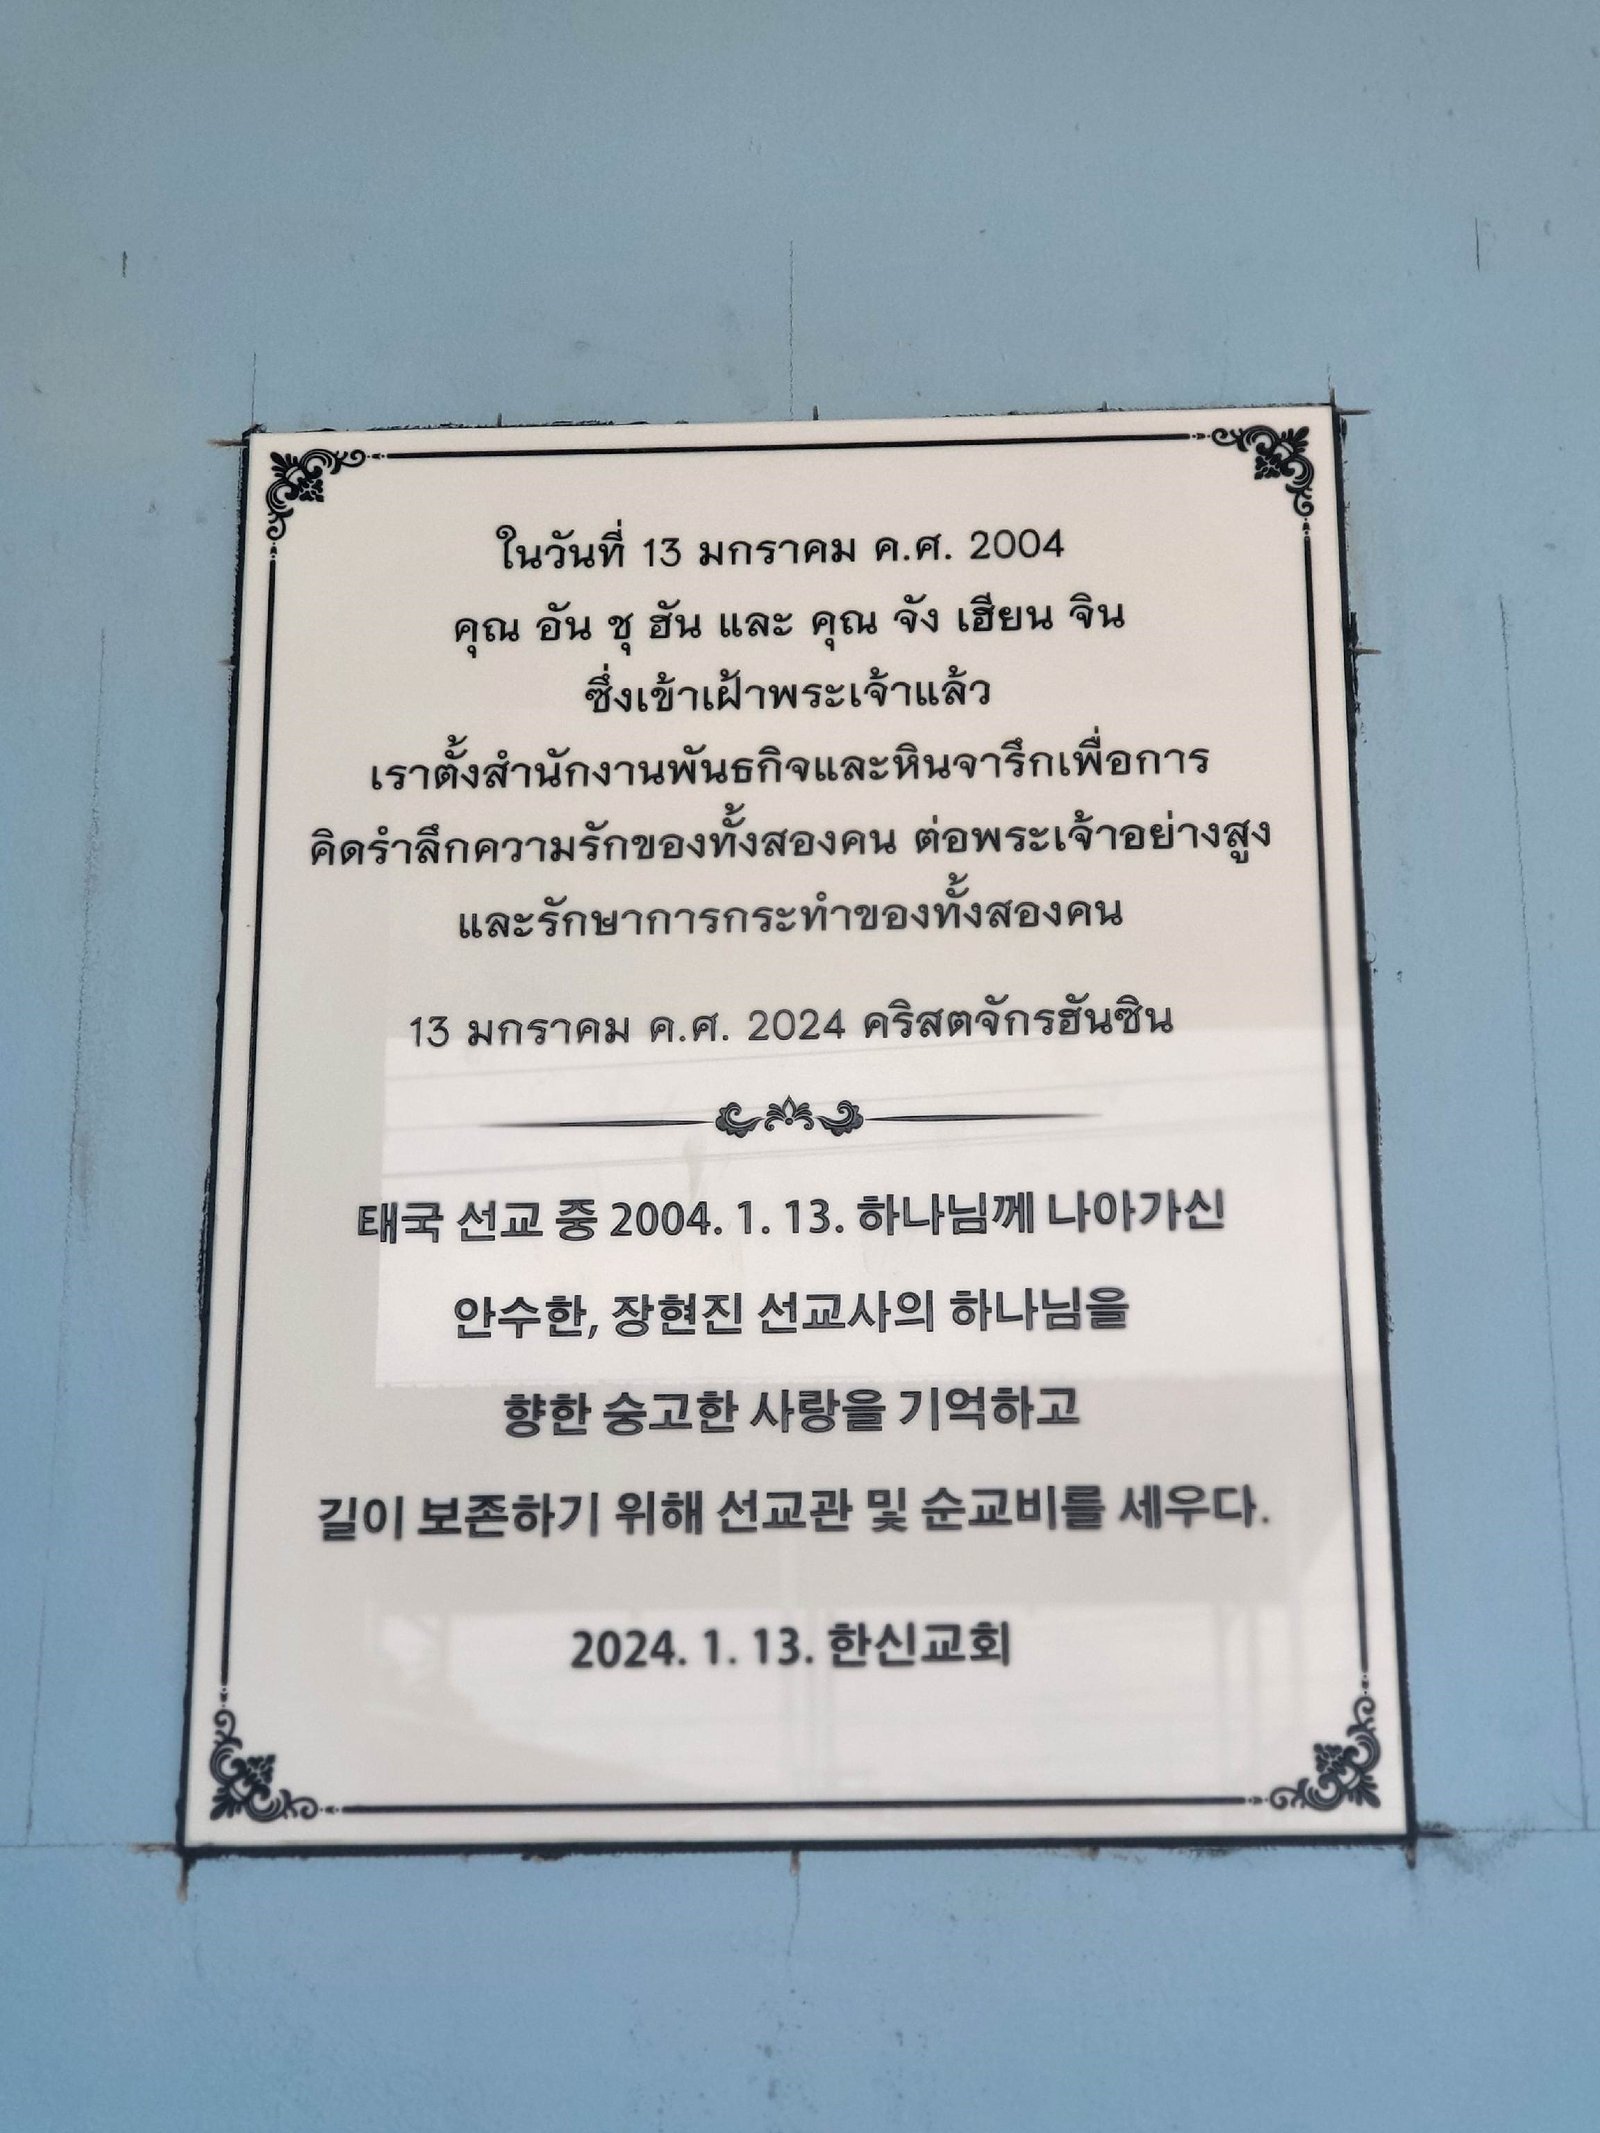 ในวันที่ 13 มกราคม ค.ศ. 2004
คุณ อัน ชุ ฮัน และ คุณ จัง เฮียน จิน
ซึ่งเข้าเฝ้าพระเจ้าแล้ว
เราตั้งสำนักงานพันธกิจและหินจารึกเพื่อการ
คิดรำลึกความรักของทั้งสองคน ต่อพระเจ้าอย่างสูง
และรักษาการกระทำของทั้งสองคน
13 มกราคม ค.ศ. 2024 คริสตจักรฮันซิน
태국 선교 중 2004. 1. 13. 하나님께 나아가신
안수한, 장현진 선교사의 하나님을
향한 숭고한 사랑을 기억하고
길이 보존하기 위해 선교관 및 순교비를 세우다.
2024. 1. 13. 한신교회